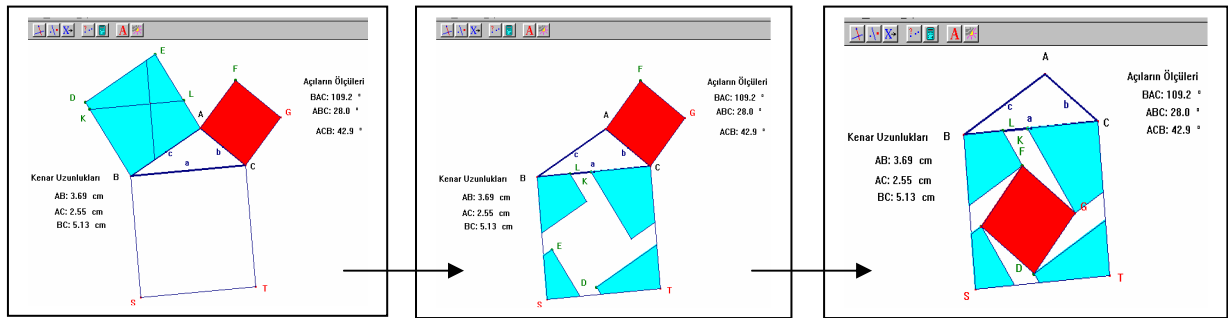 E
F
D
K
L
A
G
c
b
a
B
C
S
T
Açıların Ölçüleri
BAC: 109.2 °
ABC: 28.0 °
ACB: 42.9 °
Kenar Uzunlukları
AB: 3.69 cm
AC: 2.55 cm
BC: 5.13 cm
F
A
G
c
b
a
L
K
B
C
E
D
S
T
Açıların Ölçüleri
BAC: 109.2 °
ABC: 28.0 °
ACB: 42.9 °
Kenar Uzunlukları
AB: 3.69 cm
AC: 2.55 cm
BC: 5.13 cm
A
c
b
a
L
K
B
C
F
G
D
S
T
Açıların Ölçüleri
BAC: 109.2 °
ABC: 28.0 °
ACB: 42.9 °
Kenar Uzunlukları
AB: 3.69 cm
AC: 2.55 cm
BC: 5.13 cm